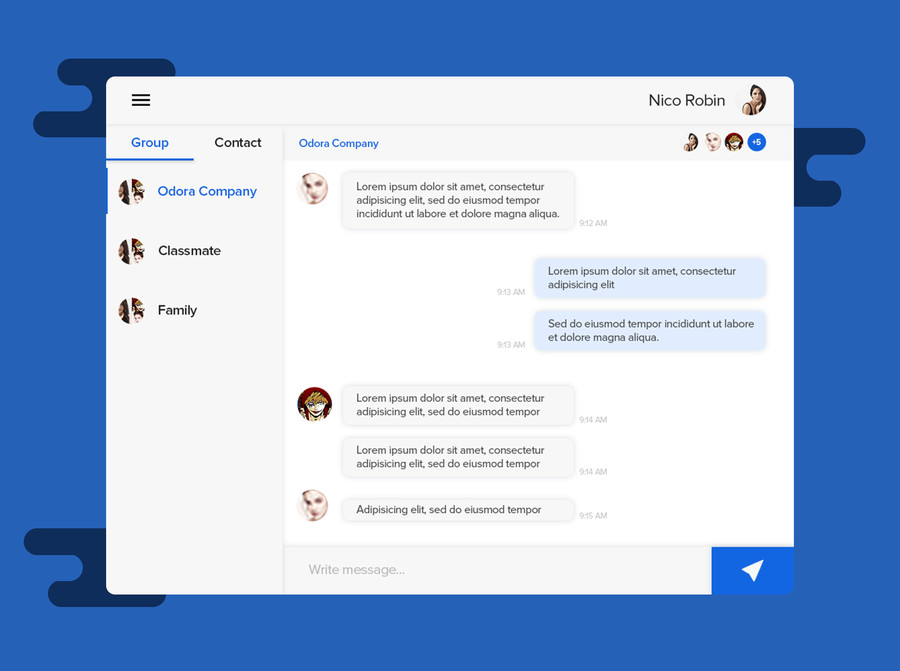 Nico Robin
Group
Contact
Odora Company
Classmate
Family
Odora Company
+5
Lorem ipsum dolor sit amet, consectetur
adipisicing elit, sed do eiusmod tempor
incididunt ut labore et dolore magna aliqua.
9:12 AM
Lorem ipsum dolor sit amet, consectetur
adipisicing elit
9:13 AM
Sed do eiusmod tempor incididunt ut labore
et dolore magna aliqua.
9:13 AM
Lorem ipsum dolor sit amet, consectetur
adipisicing elit, sed do eiusmod tempor
9:14 AM
Lorem ipsum dolor sit amet, consectetur
adipisicing elit, sed do eiusmod tempor
9:14 AM
Adipisicing elit, sed do eiusmod tempor
9:15 AM
Write message...